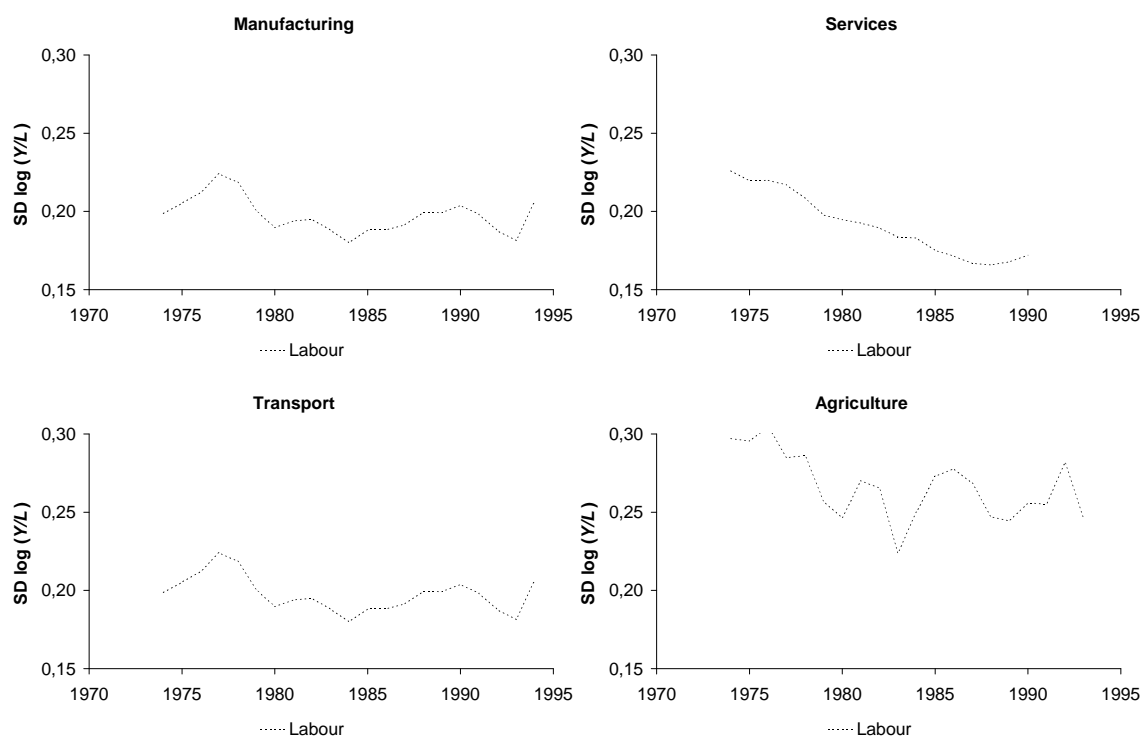 Manufacturing
SD log (Y/L)
0,30
0,25
0,20
0,15
1970 1975 1980 1985 1990 1995
Labour
Services
SD log (Y/L)
0,30
0,25
0,20
0,15
1970 1975 1980 1985 1990 1995
Labour
Transport
SD log (Y/L)
0,30
0,25
0,20
0,15
1970 1975 1980 1985 1990 1995
Labour
Agriculture
SD log (Y/L)
0,30
0,25
0,20
0,15
1970 1975 1980 1985 1990 1995
Labour